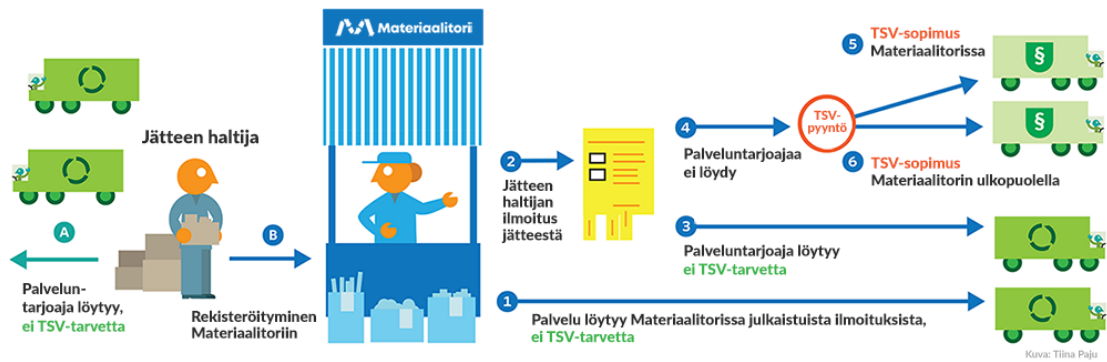 Materiaalitori
Jätteen haltija
A
Palvelun-
tarjoaja löytyy,
ei TSV-tarvetta
B
Rekisteröityminen
Materiaalitoriin
2
Jätteen
haltijan
ilmoitus
jätteestä
4
Palveluntarjoajaa
ei löydy
TSV-
pyyntö
5
TSV-sopimus
Materiaalitorissa
§
§
6
TSV-sopimus
Materiaalitorin ulkopuolella
3
Palveluntarjoaja löytyy
ei TSV-tarvetta
1
Palvelu löytyy Materiaalitorissa julkaistuista ilmoituksista,
ei TSV-tarvetta
Kuva: Tiina Paju